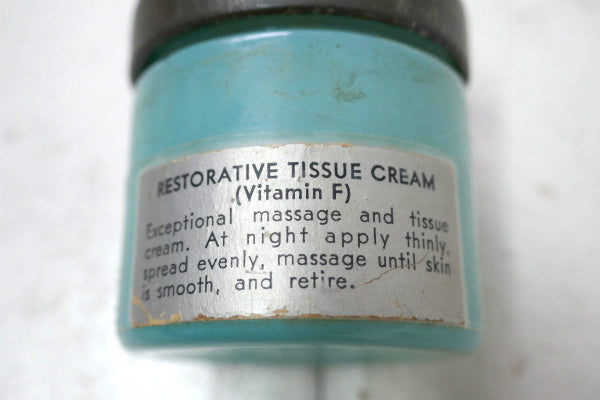 RESTORATIVE TISSUE CREAM
(Vitamin F)
Exceptional massage and tissue
cream. At night apply thinly,
spread evenly, massage until skin
is smooth, and retire.